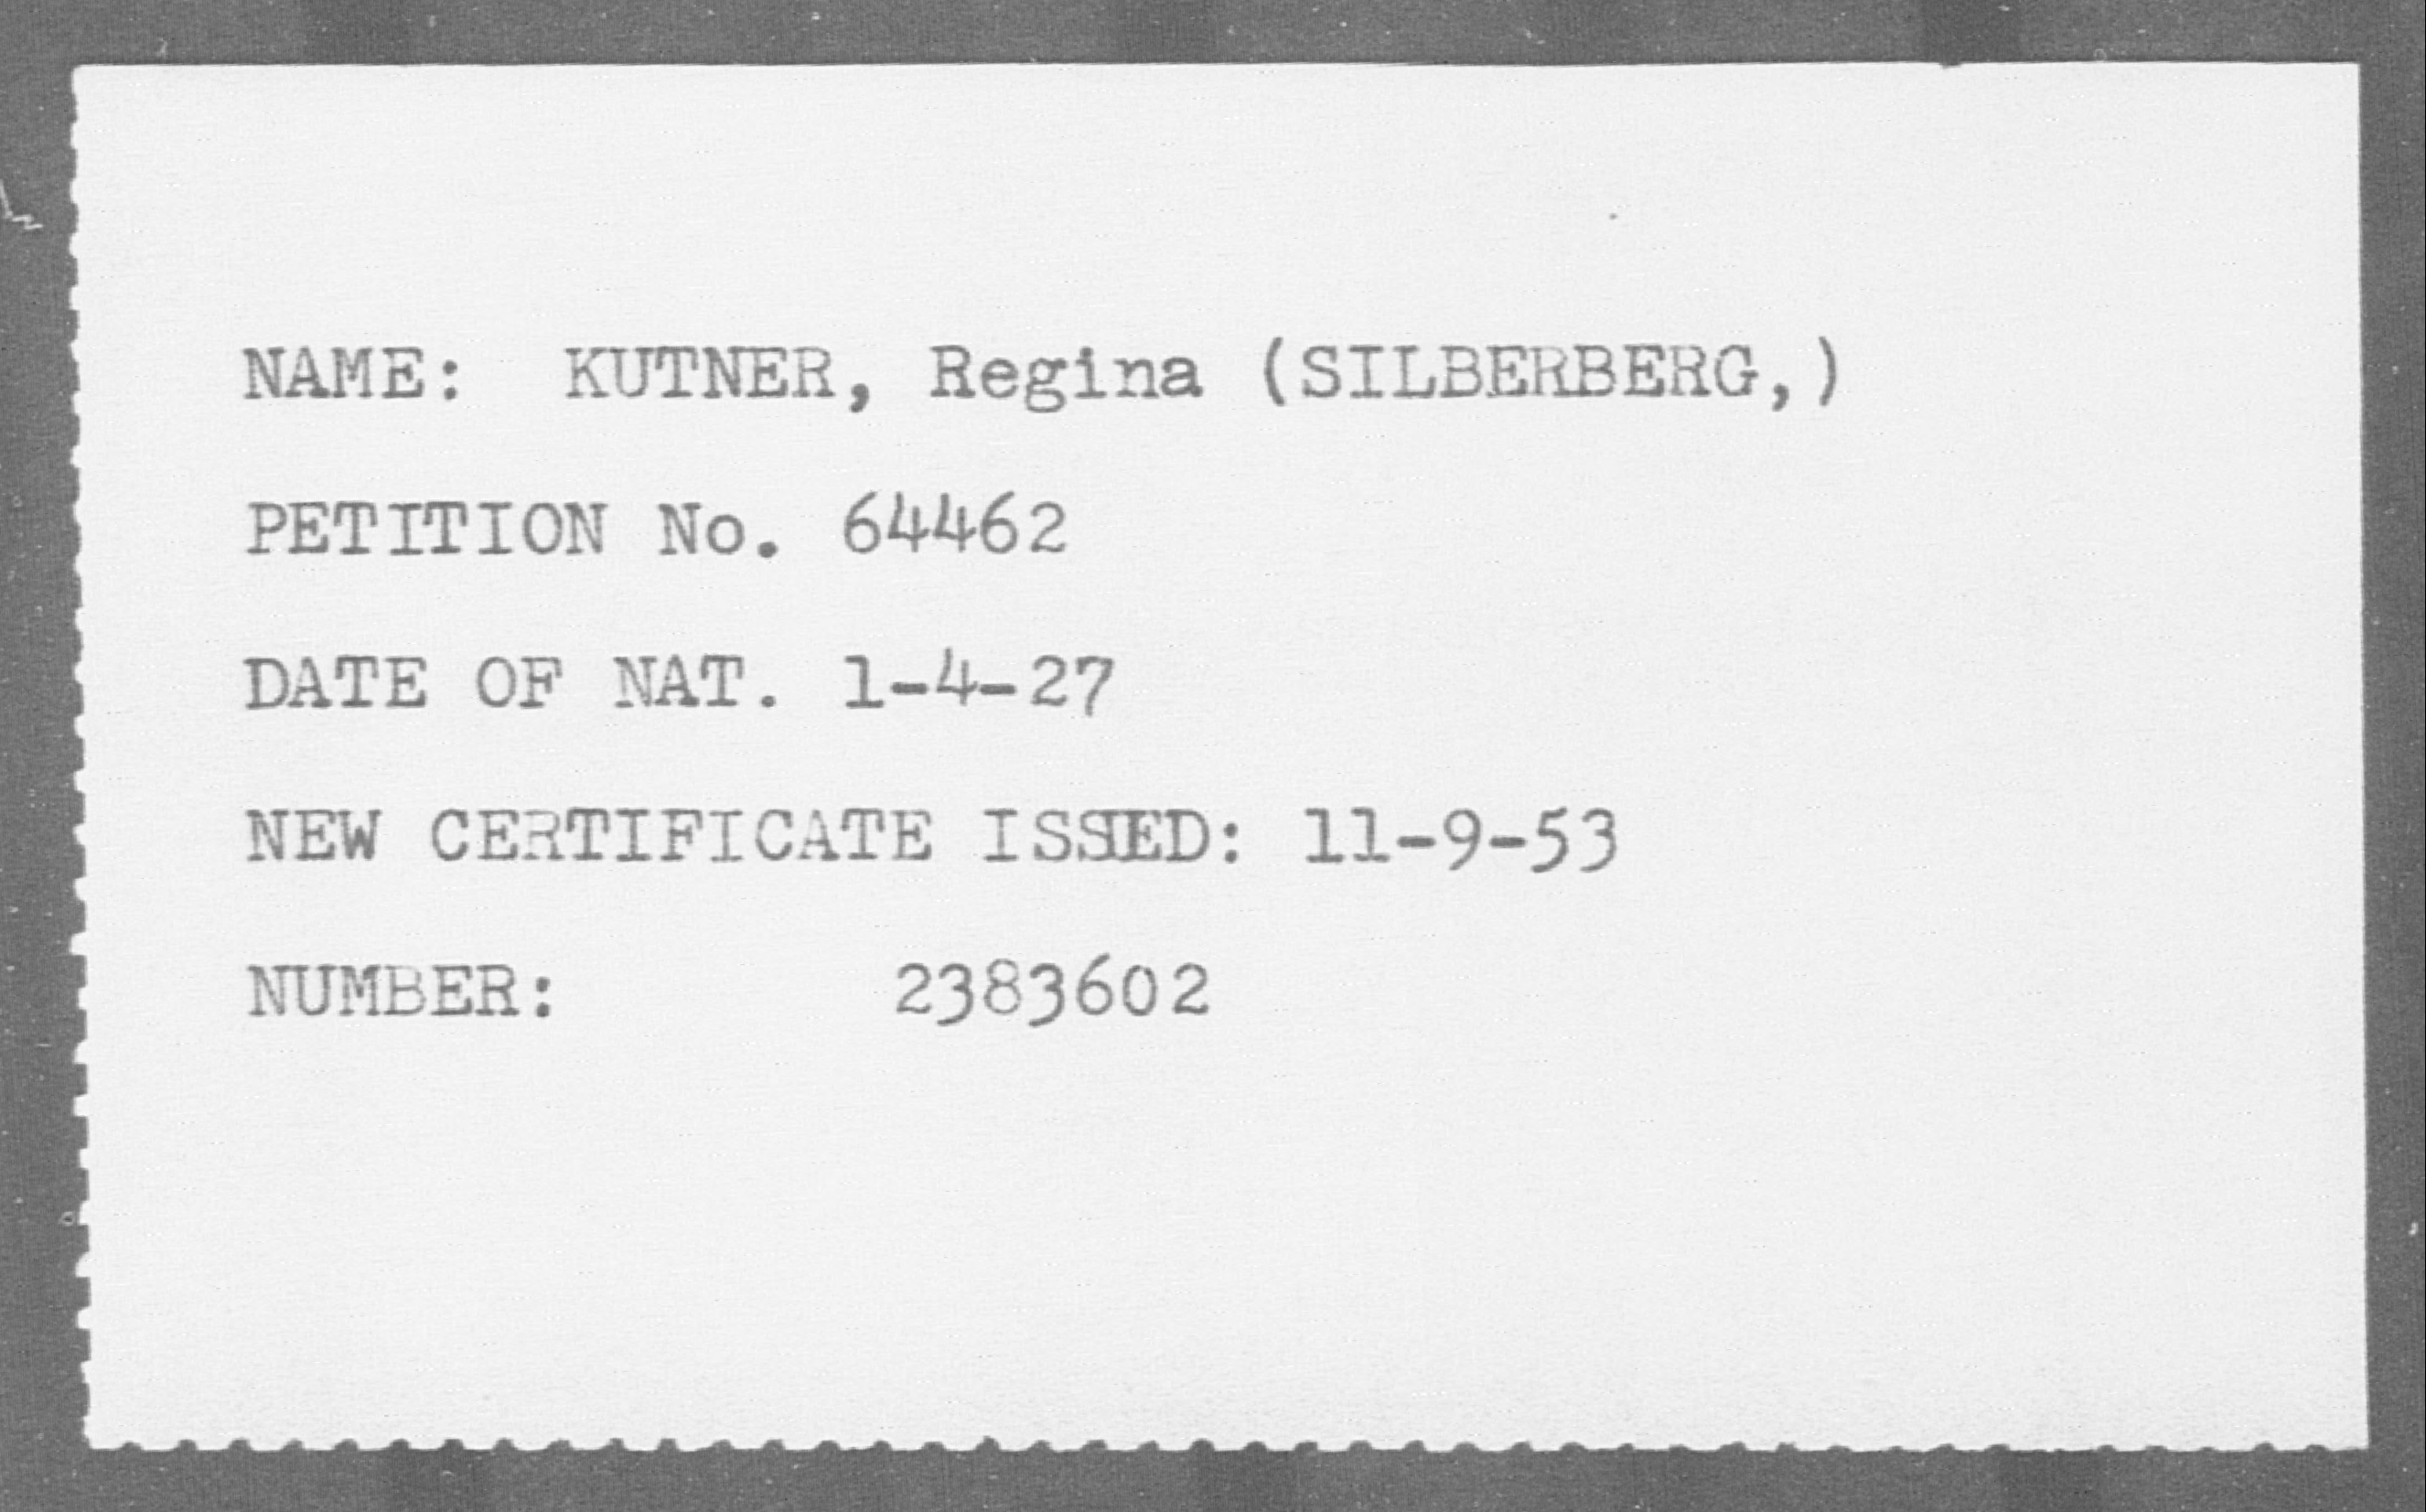 NAME: KUTNER, Regina (SILBERBERG,)
PETITION No. 64462
DATE OF NAT. 1-4-27
NEW CERTIFICATE ISSED: 11-9-53
NUMBER: 2383602